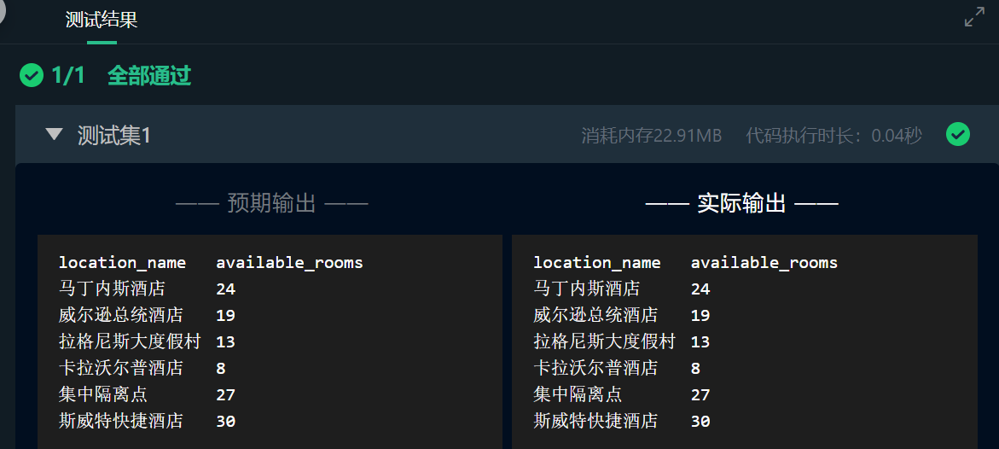 测试结果
1/1 全部通过
测试集1 消耗内存22.91MB 代码执行时长：0.04秒
—— 预期输出 —— —— 实际输出 ——
location_name available_rooms location_name available_rooms
马丁内斯酒店 24 马丁内斯酒店 24
威尔逊总统酒店 19 威尔逊总统酒店 19
拉格尼斯大度假村 13 拉格尼斯大度假村 13
卡拉沃尔普酒店 8 卡拉沃尔普酒店 8
集中隔离点 27 集中隔离点 27
斯威特快捷酒店 30 斯威特快捷酒店 30